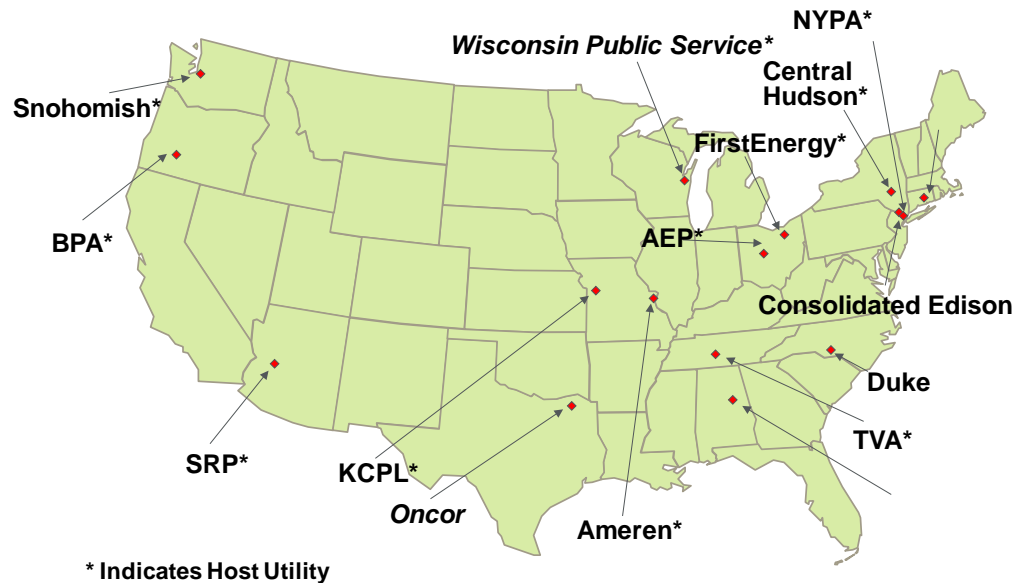 NYPA*
Wisconsin Public Service*
Central
Hudson*
Snohomish*
FirstEnergy*
BPA*
AEP*
Consolidated Edison
Duke
TVA*
SRP*
KCPL*
Oncor
Ameren*
* Indicates Host Utility